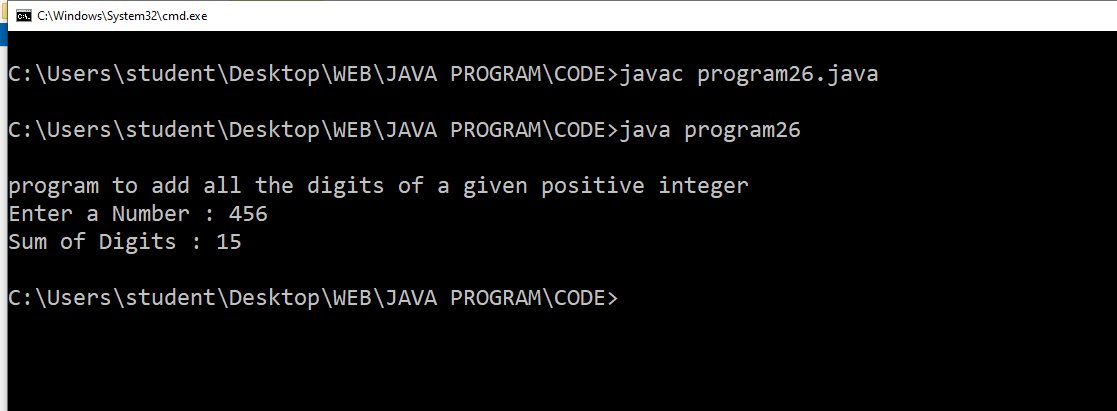 C:\Windows\System32\cmd.exe
C:\Users\student\Desktop\WEB\JAVA PROGRAM\CODE>javac program26.java
C:\Users\student\Desktop\WEB\JAVA PROGRAM\CODE>java program26
program to add all the digits of a given positive integer
Enter a Number : 456
Sum of Digits : 15
C:\Users\student\Desktop\WEB\JAVA PROGRAM\CODE>